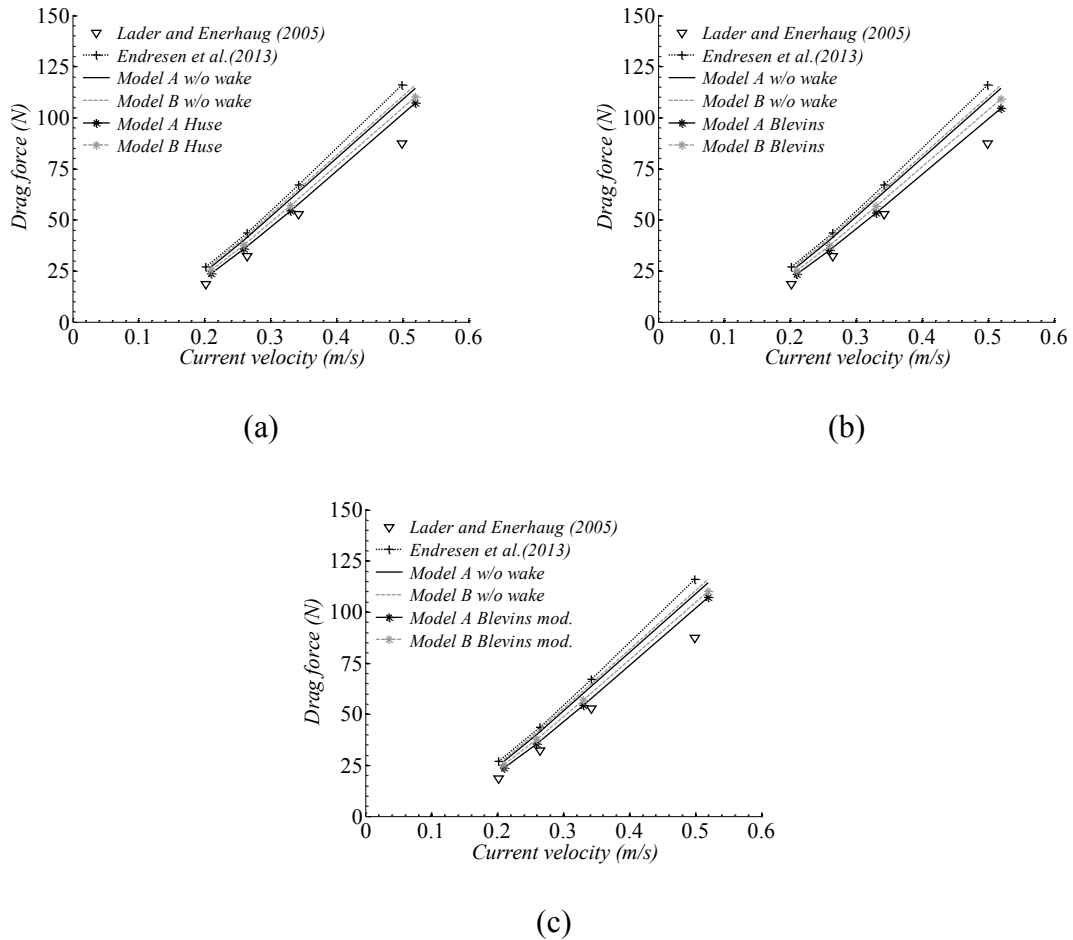 150
125
100
75
50
25
0
Drag force (N)
Lader and Enerhaug (2005)
Endresen et al.(2013)
Model A w/o wake
Model B w/o wake
Model A Huse
Model B Huse
0 0.1 0.2 0.3 0.4 0.5 0.6
Current velocity (m/s)
(a)
150
125
100
75
50
25
0
Drag force (N)
Lader and Enerhaug (2005)
Endresen et al.(2013)
Model A w/o wake
Model B w/o wake
Model A Blevins
Model B Blevins
0 0.1 0.2 0.3 0.4 0.5 0.6
Current velocity (m/s)
(b)
150
125
100
75
50
25
0
Drag force (N)
Lader and Enerhaug (2005)
Endresen et al.(2013)
Model A w/o wake
Model B w/o wake
Model A Blevins mod.
Model B Blevins mod.
0 0.1 0.2 0.3 0.4 0.5 0.6
Current velocity (m/s)
(c)